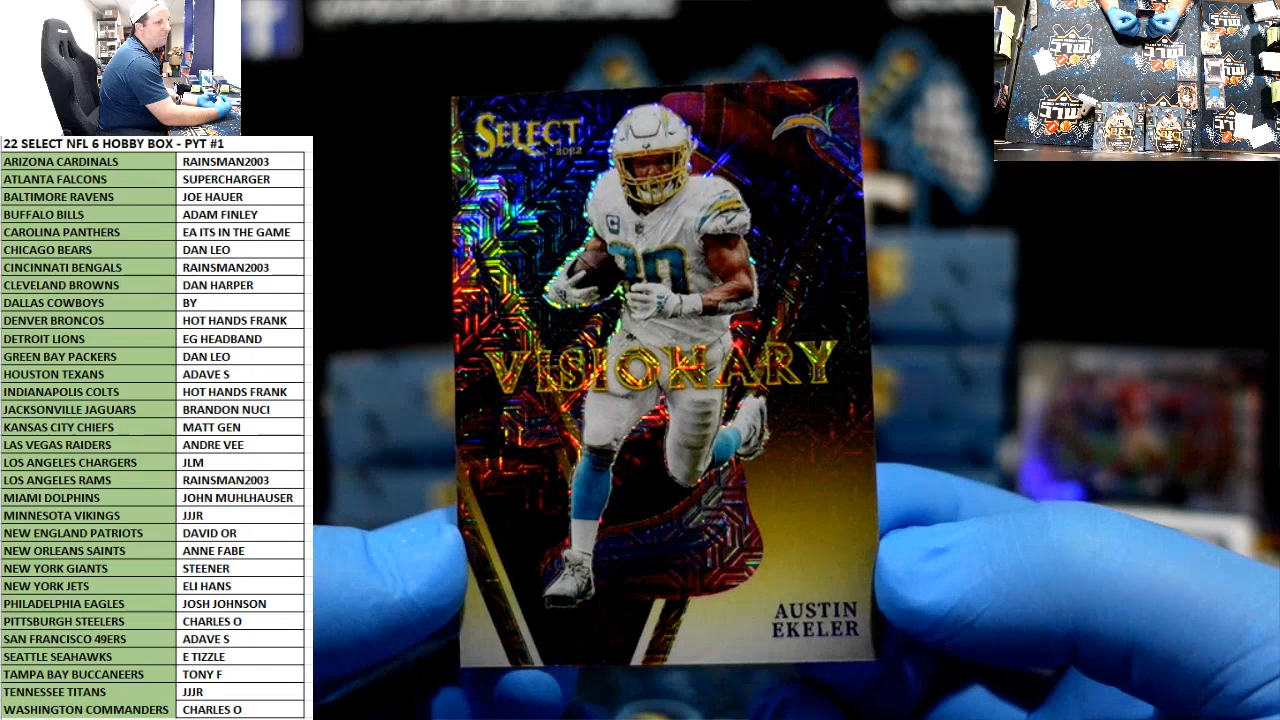 22 SELECT NFL 6 HOBBY BOX - PYT #1
ARIZONA CARDINALS RAINSMAN2003
ATLANTA FALCONS SUPERCHARGER
BALTIMORE RAVENS JOE HAUER
BUFFALO BILLS ADAM FINLEY
CAROLINA PANTHERS EA ITS IN THE GAME
CHICAGO BEARS DAN LEO
CINCINNATI BENGALS RAINSMAN2003
CLEVELAND BROWNS DAN HARPER
DALLAS COWBOYS BY
DENVER BRONCOS HOT HANDS FRANK
DETROIT LIONS EG HEADBAND
GREEN BAY PACKERS DAN LEO
HOUSTON TEXANS ADAVE S
INDIANAPOLIS COLTS HOT HANDS FRANK
JACKSONVILLE JAGUARS BRANDON NUCI
KANSAS CITY CHIEFS MATT GEN
LAS VEGAS RAIDERS ANDRE VEE
LOS ANGELES CHARGERS JLM
LOS ANGELES RAMS RAINSMAN2003
MIAMI DOLPHINS JOHN MUHLHAUSER
MINNESOTA VIKINGS JJJR
NEW ENGLAND PATRIOTS DAVID OR
NEW ORLEANS SAINTS ANNE FABE
NEW YORK GIANTS STEENER
NEW YORK JETS ELI HANS
PHILADELPHIA EAGLES JOSH JOHNSON
PITTSBURGH STEELERS CHARLES O
SAN FRANCISCO 49ERS ADAVE S
SEATTLE SEAHAWKS E TIZZLE
TAMPA BAY BUCCANEERS TONY F
TENNESSEE TITANS JJJR
WASHINGTON COMMANDERS CHARLES O
SELECT
2022
C
30
VISIONARY
AUSTIN
EKELER